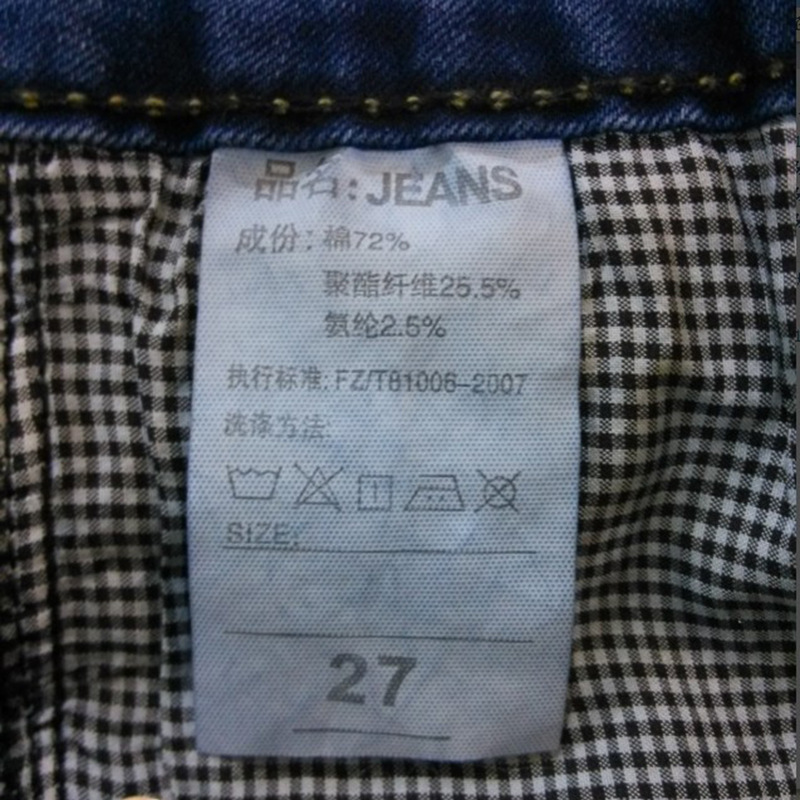 品名:JEANS
成份: 棉72%
聚酯纤维25.5%
氨纶2.5%
执行标准: FZ/T81006-2007
洗涤方法:
SIZE:
27